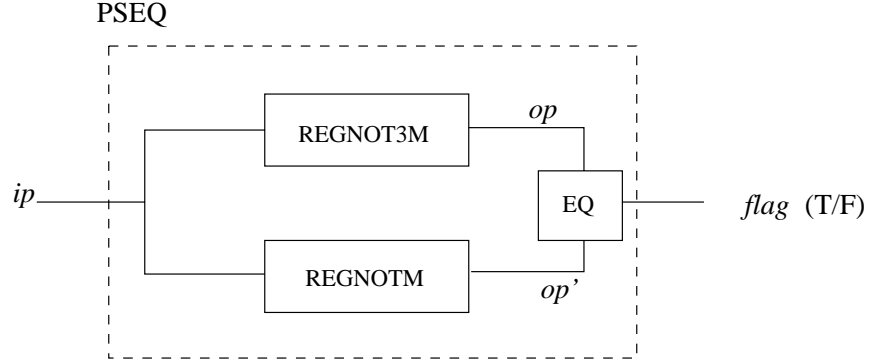 PSEQ
REGNOT3M
op
ip
EQ
flag (T/F)
REGNOTM
op’